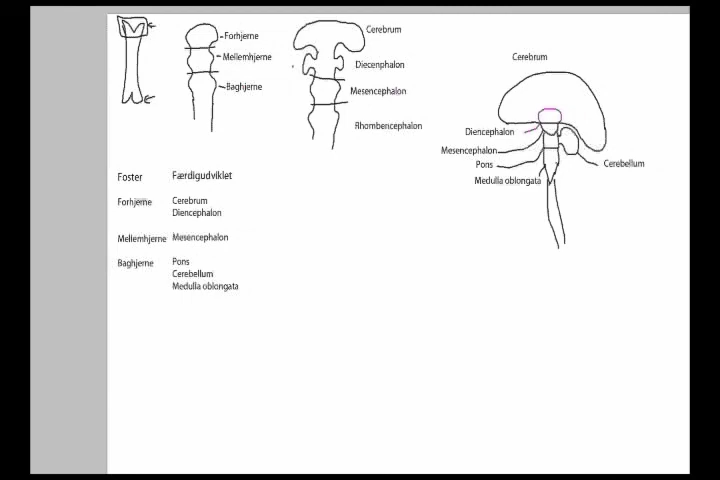 Forhjerne
Mellemhjerne
Baghjerne
Cerebrum
Diecenphalon
Mesencephalon
Rhombencephalon
Cerebrum
Diencephalon
Mesencephalon
Pons
Medulla oblongata
Cerebellum
Foster Færdigudviklet
Forhjerne Cerebrum
Diencephalon
Mellemhjerne Mesencephalon
Baghjerne Pons
Cerebellum
Medulla oblongata